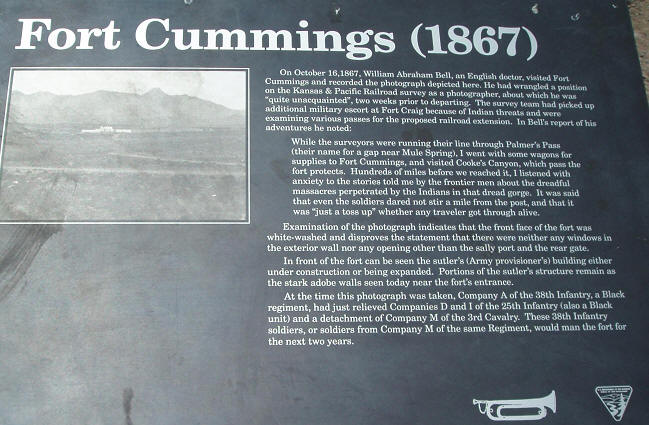 Fort Cummings (1867)
On October 16,1867, William Abraham Bell, an English doctor, visited Fort
Cummings and recorded the photograph depicted here. He had wrangled a position
on the Kansas & Pacific Railroad survey as a photographer, about which he was
"quite unacquainted", two weeks prior to departing. The survey team had picked up
additional military escort at Fort Craig because of Indian threats and were
examining various passes for the proposed railroad extension. In Bell's report of his
adventures he noted:
While the surveyors were running their line through Palmer's Pass
(their name for a gap near Mule Spring), I went with some wagons for
supplies to Fort Cummings, and visited Cooke's Canyon, which pass the
fort protects. Hundreds of miles before we reached it, I listened with
anxiety to the stories told me by the frontier men about the dreadful
massacres perpetrated by the Indians in that dread gorge. It was said
that even the soldiers dared not stir a mile from the post, and that it
was "just a toss up" whether any traveler got through alive.
Examination of the photograph indicates that the front face of the fort was
white-washed and disproves the statement that there were neither any windows in
the exterior wall nor any opening other than the sally port and the rear gate.
In front of the fort can be seen the sutler's (Army provisioner's) building either
under construction or being expanded. Portions of the sutler's structure remain as
the stark adobe walls seen today near the fort's entrance.
At the time this photograph was taken, Company A of the 38th Infantry, a Black
regiment, had just relieved Companies D and I of the 25th Infantry (also a Black
unit) and a detachment of Company M of the 3rd Cavalry. These 38th Infantry
soldiers, or soldiers from Company M of the same Regiment, would man the fort for
the next two years.